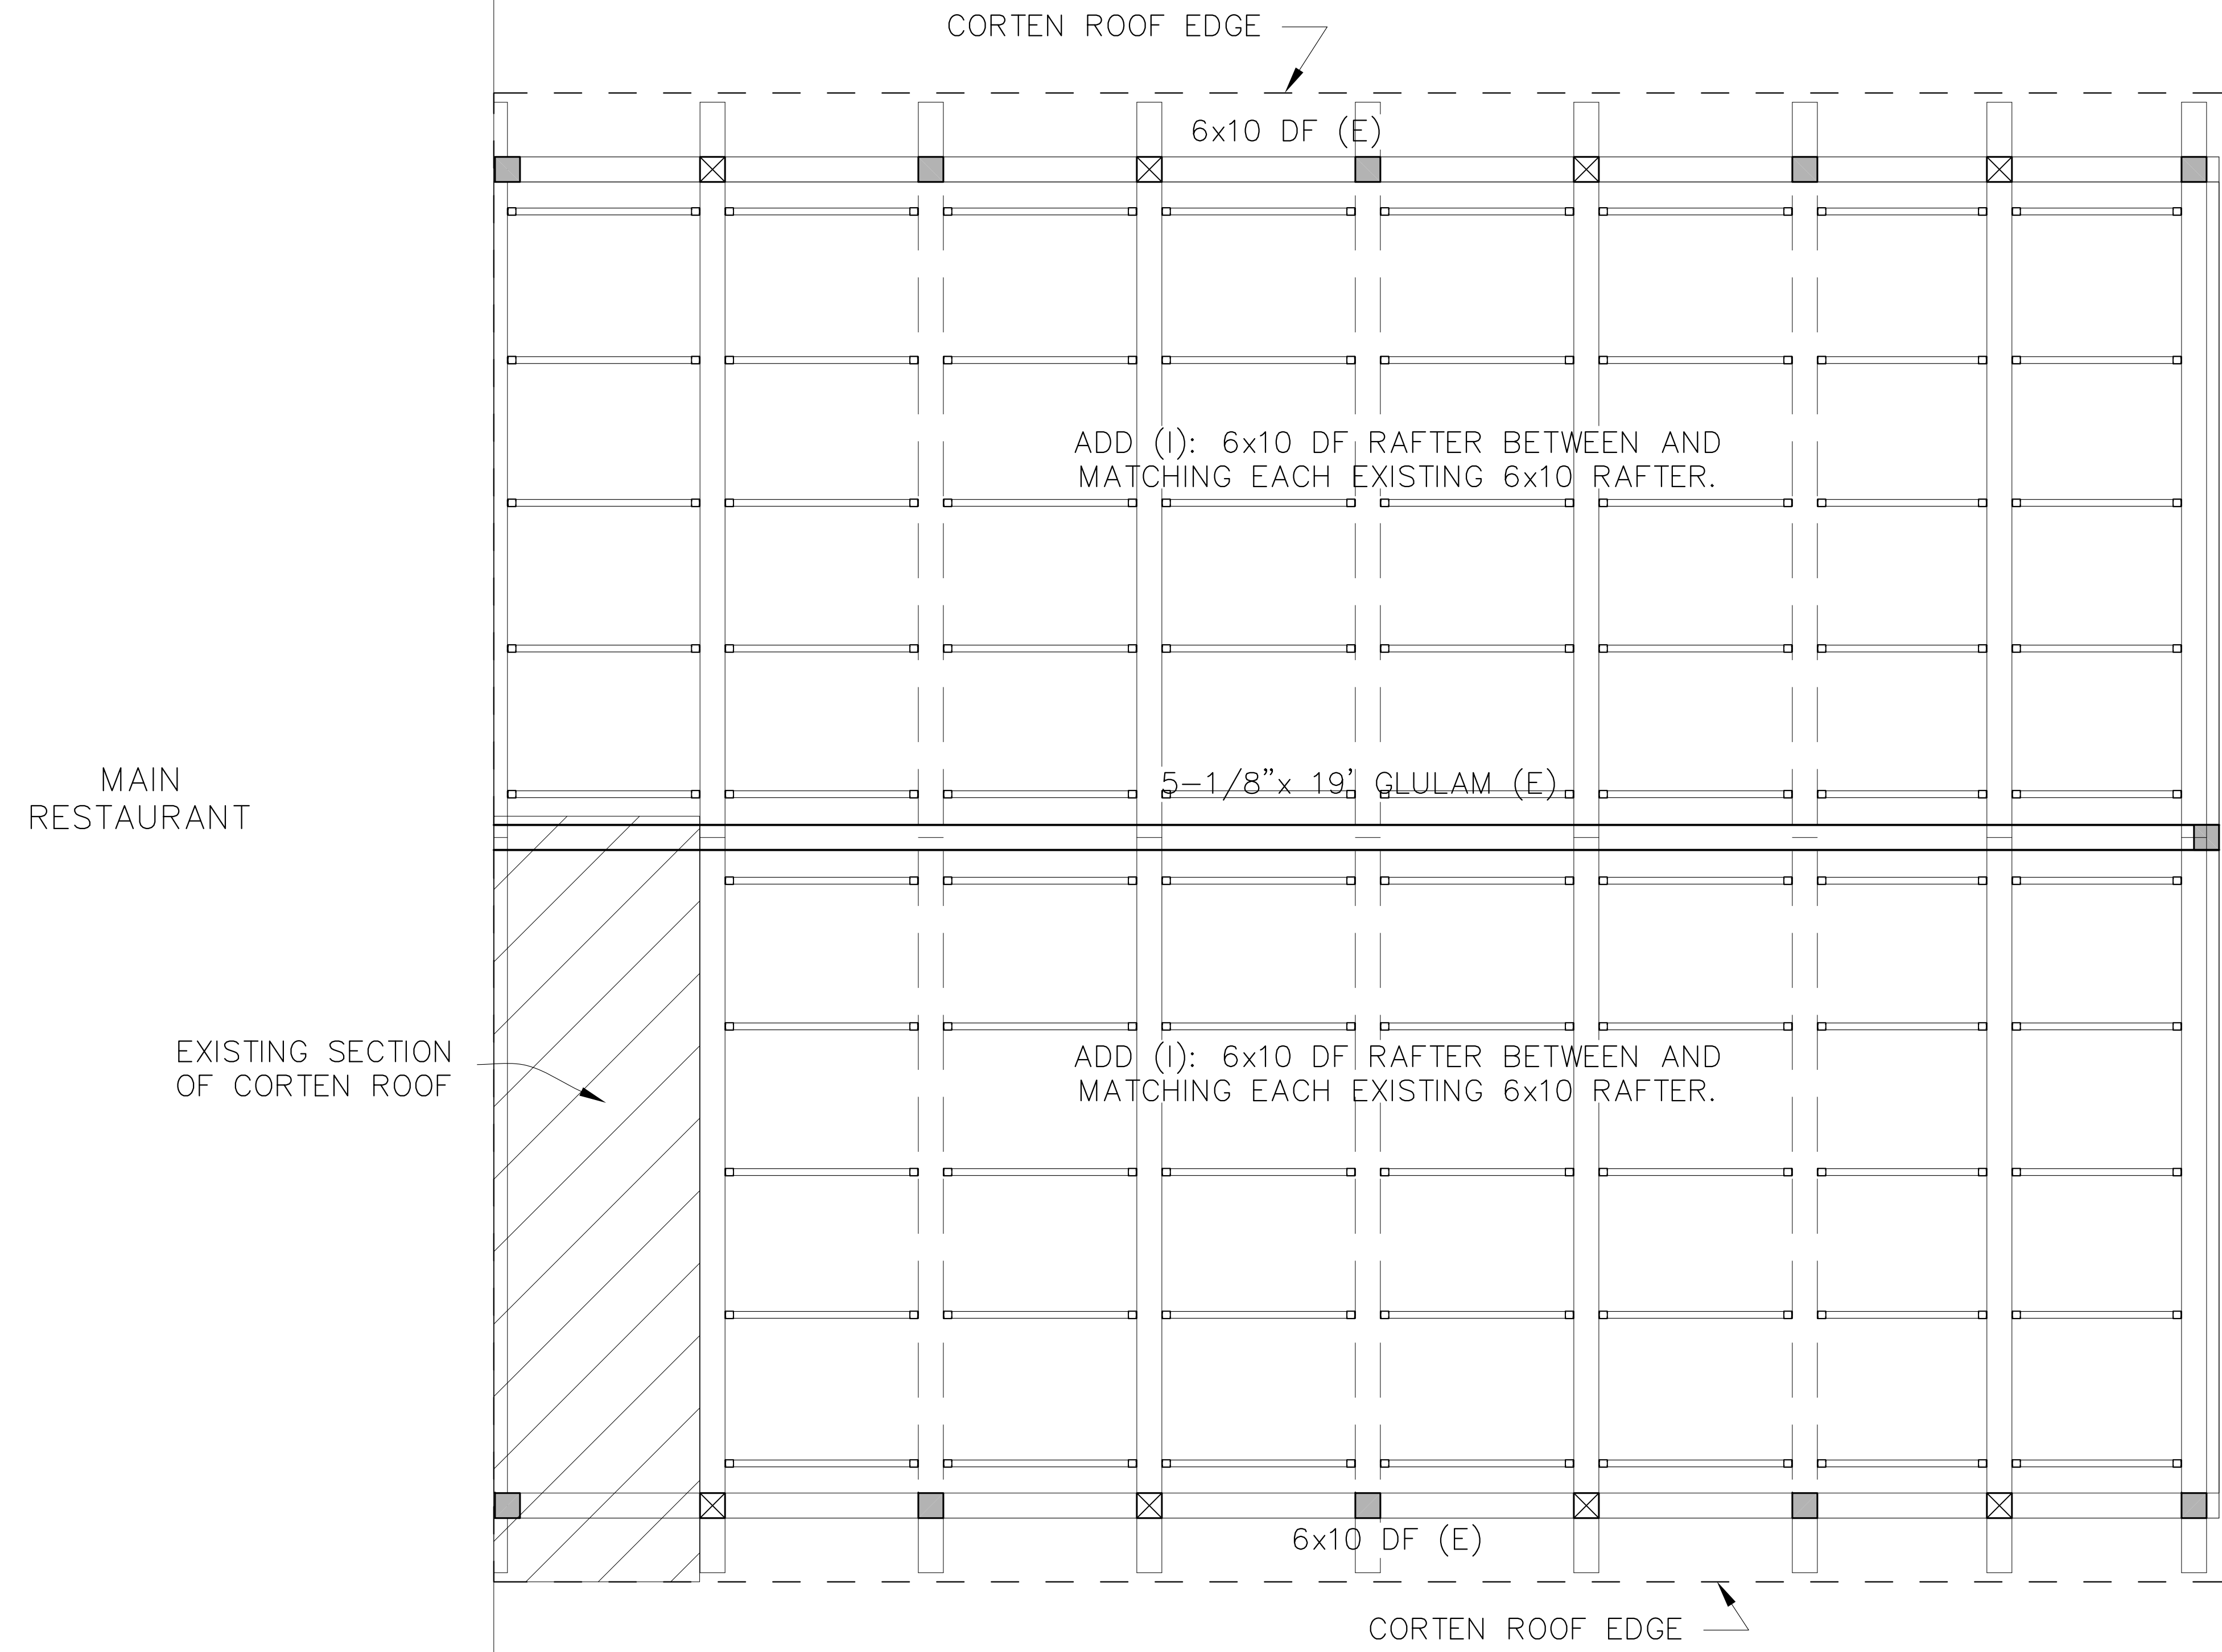 CORTEN ROOF EDGE
6x10 DF (E)
ADD (I): 6x10 DF RAFTER BETWEEN AND
MATCHING EACH EXISTING 6x10 RAFTER.
5-1/8"x 19' GLULAM (E)
MAIN
RESTAURANT
EXISTING SECTION
OF CORTEN ROOF
ADD (I): 6x10 DF RAFTER BETWEEN AND
MATCHING EACH EXISTING 6x10 RAFTER.
6x10 DF (E)
CORTEN ROOF EDGE